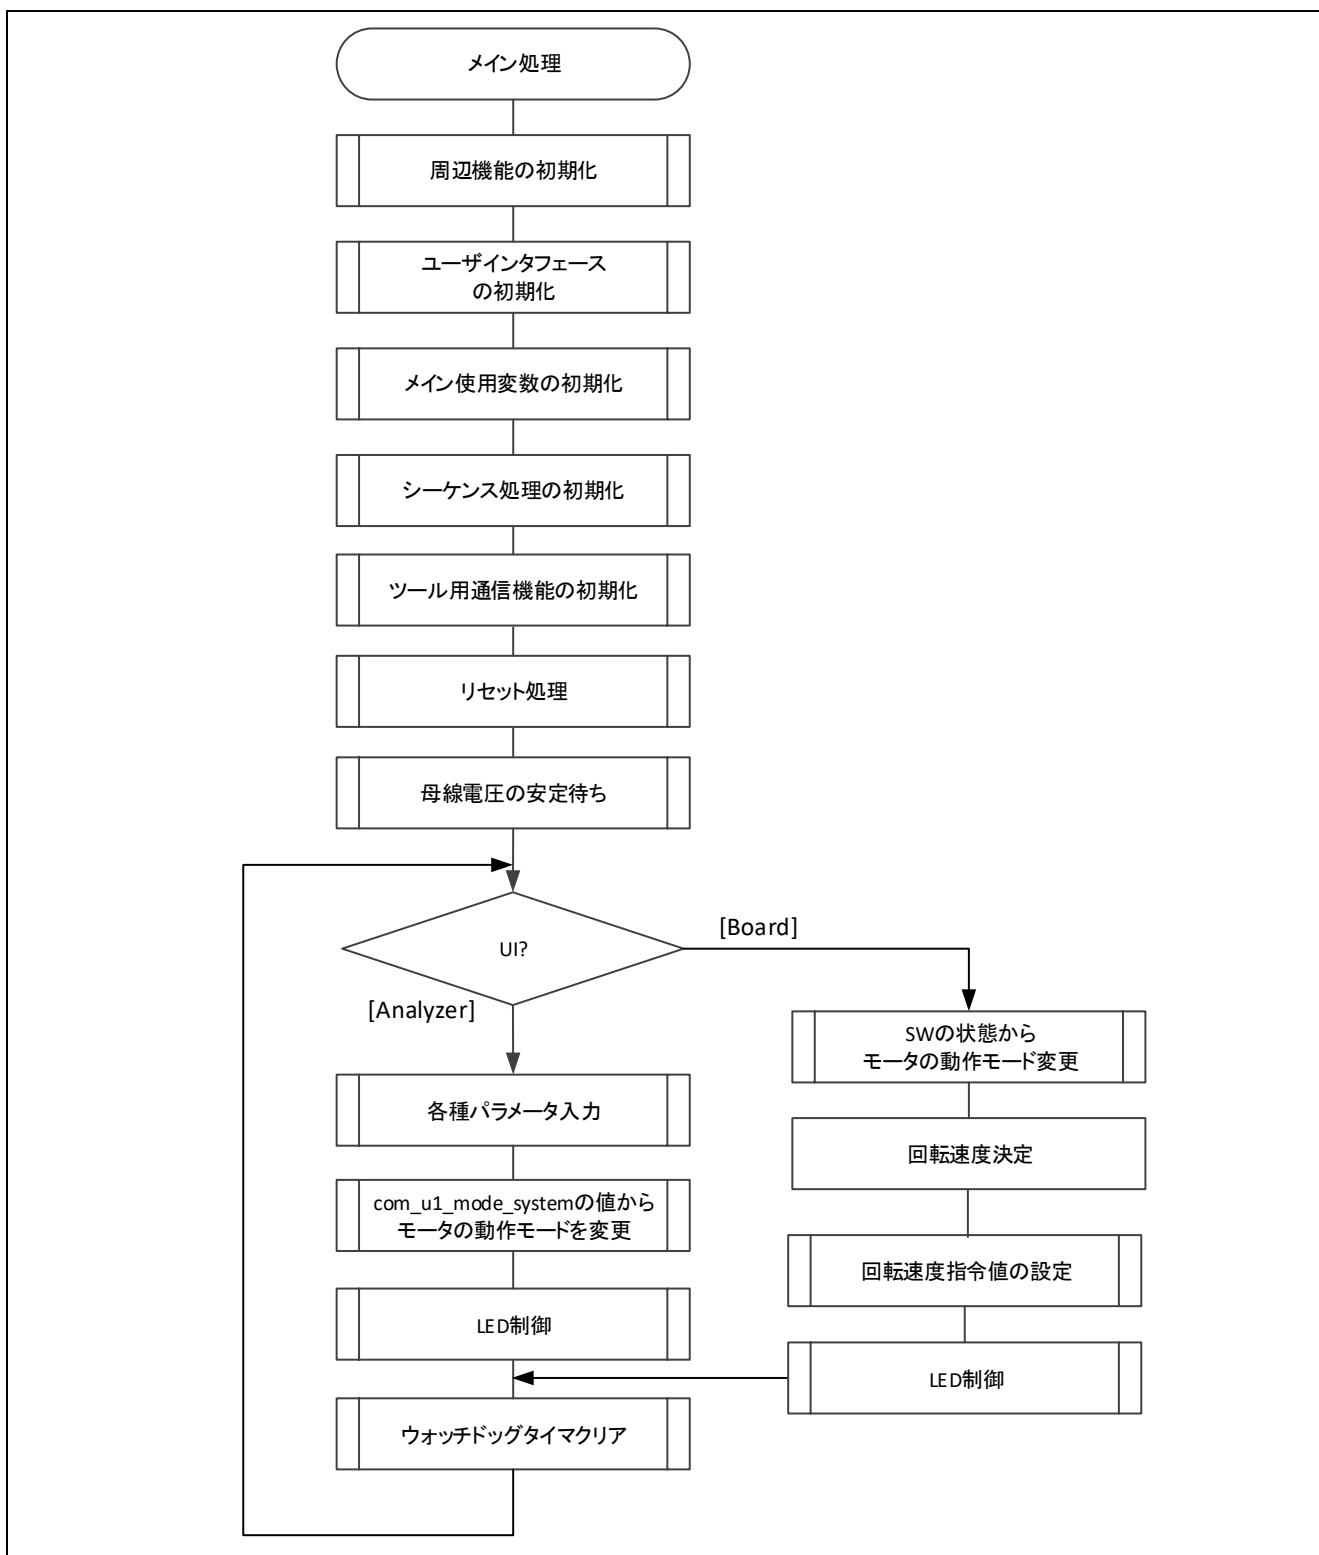 メイン処理
周辺機能の初期化
ユーザインタフェース
の初期化
メイン使用変数の初期化
シーケンス処理の初期化
ツール用通信機能の初期化
リセット処理
母線電圧の安定待ち
UI?
[Board]
[Analyzer]
SWの状態から
モータの動作モード変更
回転速度決定
回転速度指令値の設定
LED制御
各種パラメータ入力
com_u1_mode_systemの値から
モータの動作モードを変更
LED制御
ウォッチドッグタイマクリア